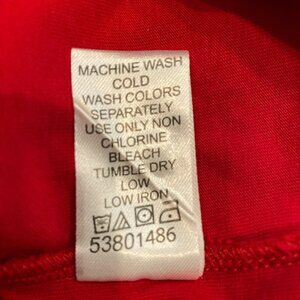 MACHINE WASH
COLD
WASH COLORS
SEPARATELY
USE ONLY NON
CHLORINE
BLEACH
TUMBLE DRY
LOW
LOW IRON
53801486